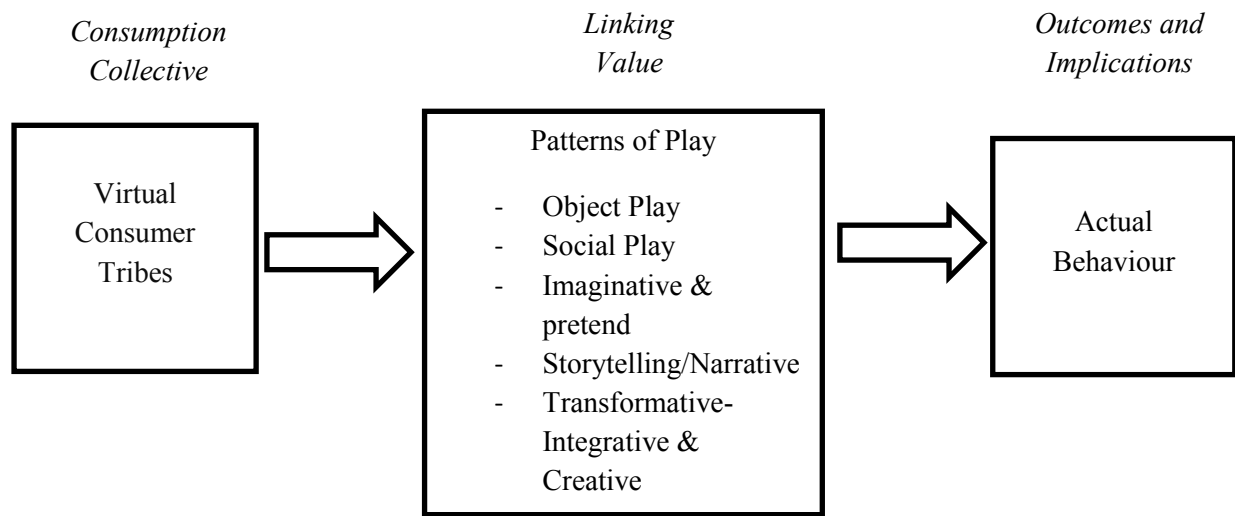 Consumption
Collective
Linking
Value
Outcomes and
Implications
Virtual
Consumer
Tribes
Patterns of Play
- Object Play
- Social Play
- Imaginative &
pretend
- Storytelling/Narrative
- Transformative-
Integrative &
Creative
Actual
Behaviour